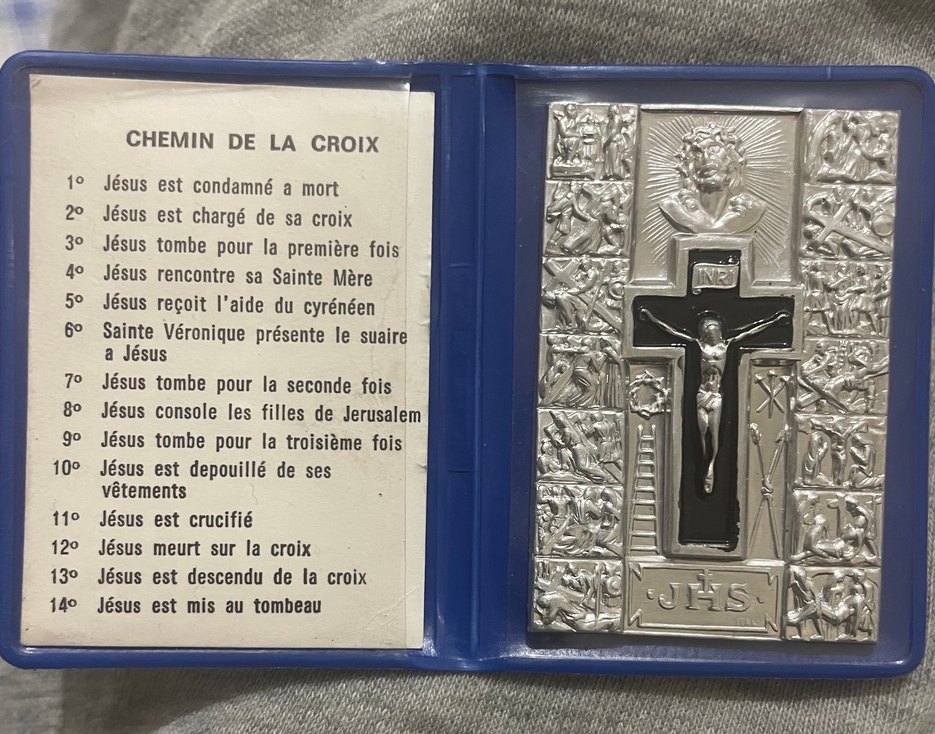 CHEMIN DE LA CROIX
1º Jésus est condamné a mort
2º Jésus est chargé de sa croix
3º Jésus tombe pour la première fois
4º Jésus rencontre sa Sainte Mère
5º Jésus reçoit l'aide du cyrénéen
6º Sainte Véronique présente le suaire
a Jésus
7º Jésus tombe pour la seconde fois
8º Jésus console les filles de Jerusalem
9º Jésus tombe pour la troisième fois
10º Jésus est depouillé de ses
vêtements
11º Jésus est crucifié
12º Jésus meurt sur la croix
13º Jésus est descendu de la croix
14º Jésus est mis au tombeau
INRI
·JHS·